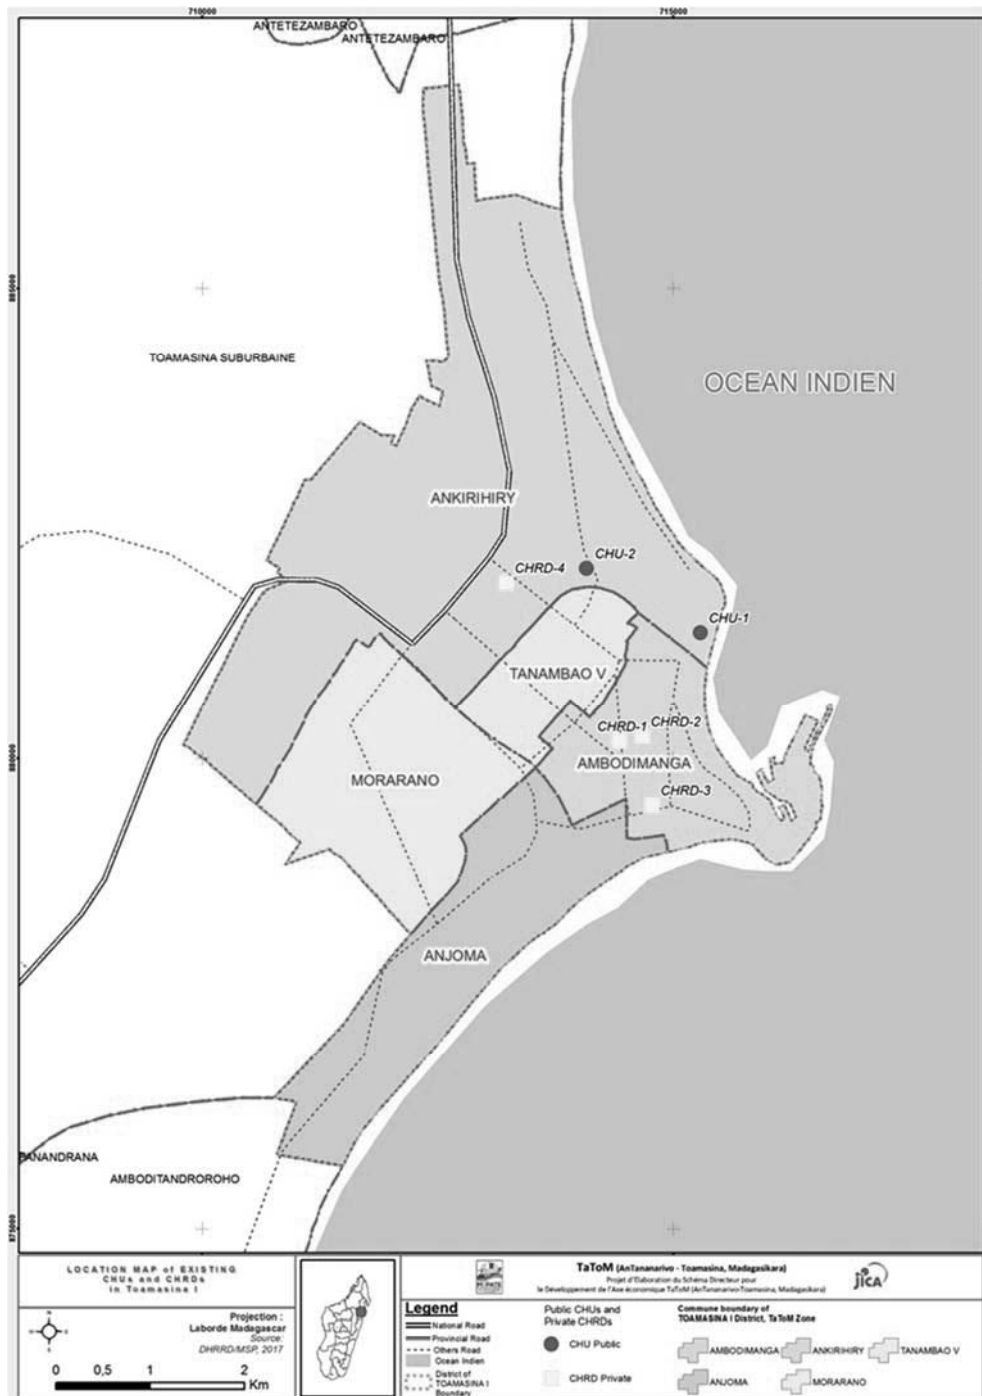 710000
715000
ANTETEZAMBARO
ANTETEZAMBARO
885000
TOAMASINA SUBURBAINE
OCEAN INDIEN
ANKIRIHIRY
CHU-2
CHRD-4
CHU-1
TANAMBAO V
CHRD-2
CHRD-1
880000
AMBODIMANGA
MORARANO
CHRD-3
ANJOMA
AMBODITANDROROHO
875000
LOCATION MAP of EXISTING
CHUs and CHRDs
in Toamasina I
Projection :
Laborde Madagascar
Source:
DHRRD/MSP, 2017
N
S
0 0,5 1 2
Km
TaToM (AnTananarivo - Toamasina, Madagasikara)
Projet d'Elaboration du Schéma Directeur pour
le Développement de l'Axe économique TaToM (AnTananarivo-Toamasina, Madagasikara)
jICA
Legend
National Road
Provincial Road
Others Road
Ocean Indien
District of
TOAMASINA I
Boundary
Public CHUs and
Private CHRDs
CHU Public
CHRD Private
Commune boundary of
TOAMASINA I District, TaToM Zone
AMBODIMANGA
ANKIRIHIRY
TANAMBAO V
ANJOMA
MORARANO